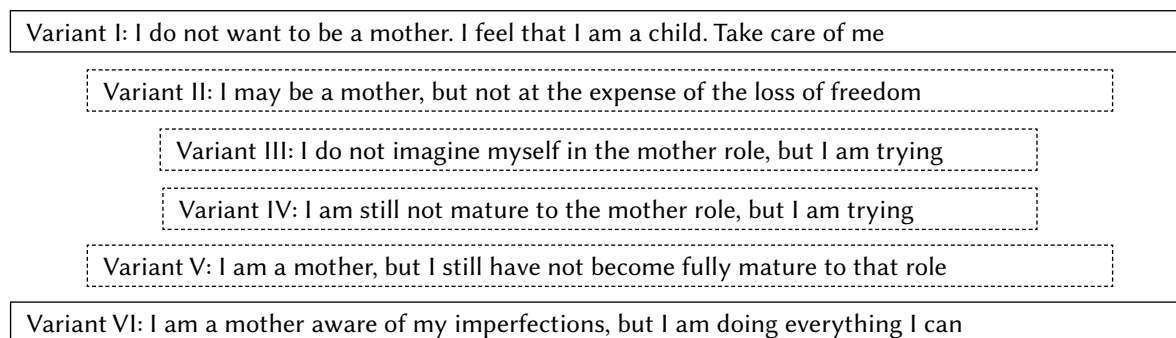 Variant I: I do not want to be a mother. I feel that I am a child. Take care of me
Variant II: I may be a mother, but not at the expense of the loss of freedom
Variant III: I do not imagine myself in the mother role, but I am trying
Variant IV: I am still not mature to the mother role, but I am trying
Variant V: I am a mother, but I still have not become fully mature to that role
Variant VI: I am a mother aware of my imperfections, but I am doing everything I can